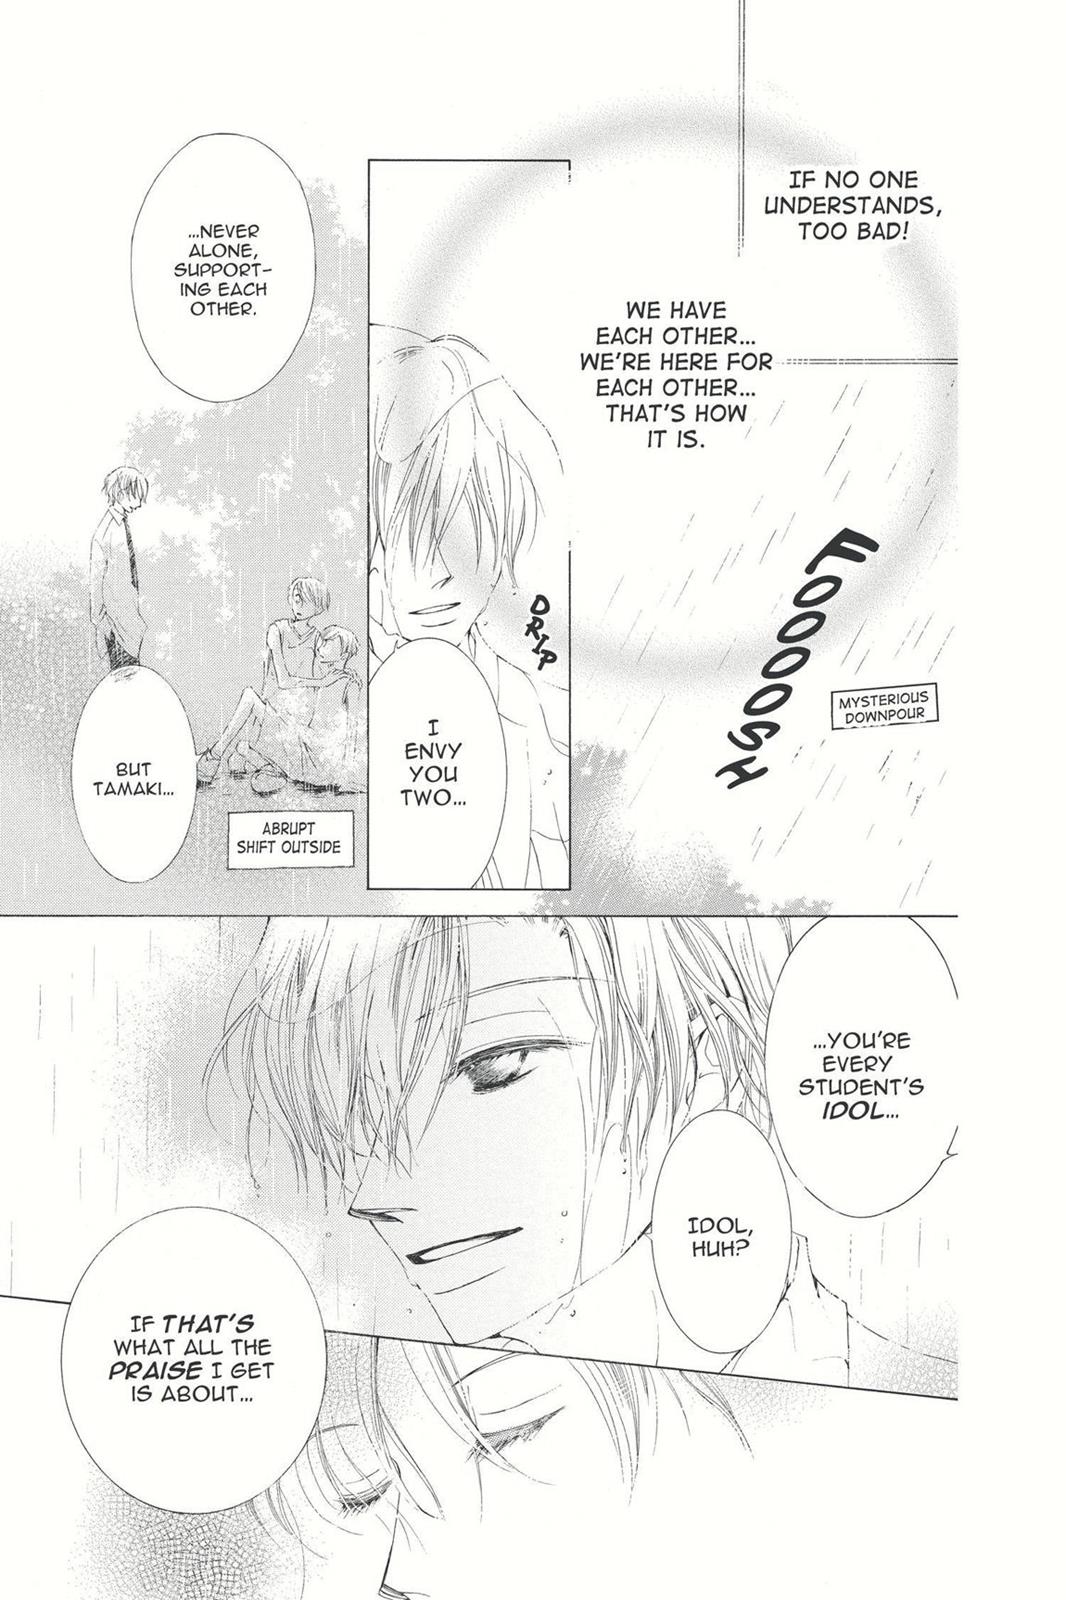 IF NO ONE
UNDERSTANDS,
TOO BAD!
WE HAVE
EACH OTHER...
WE'RE HERE FOR
EACH OTHER...
THAT'S HOW
IT IS.
FOOOOSH
MYSTERIOUS
DOWNPOUR
DRIP
I
ENVY
YOU
TWO...
...NEVER
ALONE,
SUPPORT-
ING EACH
OTHER.
BUT
TAMAKI...
ABRUPT
SHIFT OUTSIDE
...YOU'RE
EVERY
STUDENT'S
IDOL...
IDOL,
HUH?
IF THAT'S
WHAT ALL THE
PRAISE I GET
IS ABOUT...